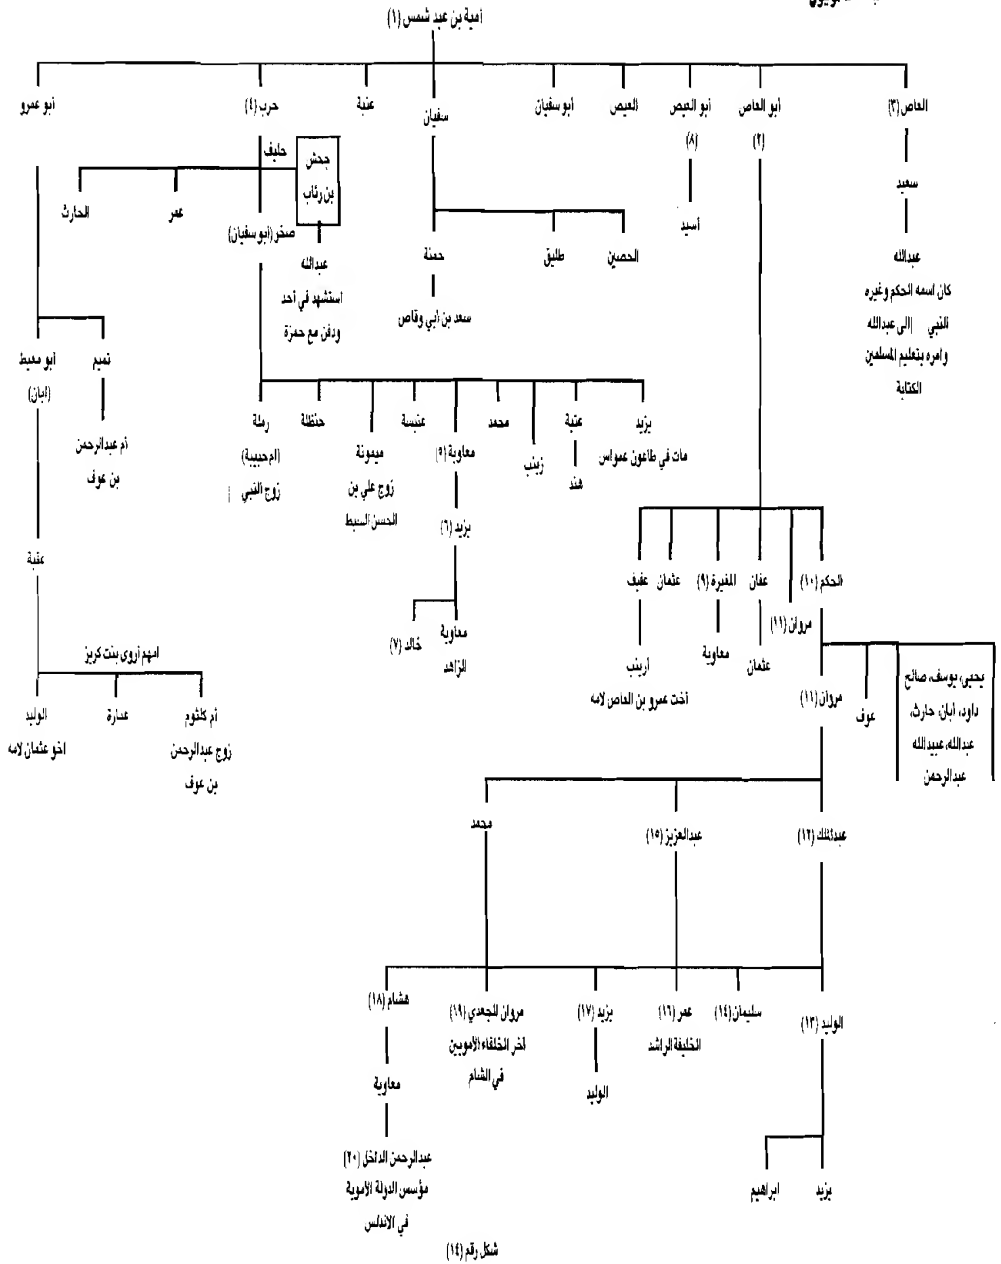 أمية بن عبد شمس (١)
العاص (٣)
أبو العاص
(٢)
أبو العيص
(٨)
العيص
أبو سفيان
سفيان
عنبة
حرب (٤)
أبو عمرو
سعيد
عبدالله
كان اسمه الحكم وغيره
النبي إلى عبدالله
وأمره بتعليم المسلمين
الكتابة
أسيد
الحصين
طليق
حمنة
سعد بن أبي وقاص
حليف
جحش
بن رئاب
عبدالله
استشهد في أحد
ودفن مع حمزة
صخر (أبو سفيان)
عمر
الحارث
تميم
أم عبدالرحمن
بن عوف
أبو معيط
(أبان)
يزيد
مات في طاعون عمواس
عتبة
هند
زينب
محمد
معاوية (٩)
عنبسة
ميمونة
زوج علي بن
الحسن السبط
حنظلة
رملة
(أم حبيبة)
زوج النبي
يزيد (٦)
معاوية
الزاهد
خالد (٧)
عقبة
أمهم أروى بنت كريز
أم كلثوم
زوج عبدالرحمن
بن عوف
عمارة
الوليد
اخو عثمان لامه
الحكم (١٠)
مروان (١١)
عفان
عثمان
المغيرة (٩)
معاوية
عثمان
عفيف
ارينب
أخت عمرو بن العاص لامه
يحيى، يوسف، صالح
داود، أبان، حارث،
عبدالله، عبيدالله
عبدالرحمن
عوف
مروان (١١)
عبدالملك (١٢)
عبدالعزيز (١٥)
محمد
الوليد (١٣)
سليمان (١٤)
عمر (١٦)
الخليفة الراشد
يزيد (١٧)
الوليد
مروان الجعدي (١٩)
آخر الخلفاء الأمويين
في الشام
هشام (١٨)
معاوية
عبدالرحمن الداخل (٢٠)
مؤسس الدولة الأموية
في الاندلس
يزيد
ابراهيم
شكل رقم (١٤)